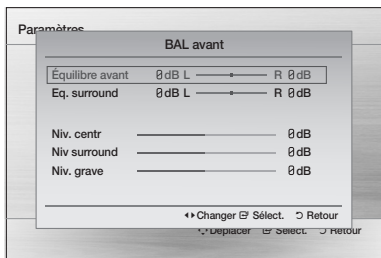 Paramètres
BAL avant
Équilibre avant 0dB L R 0dB
Eq. surround 0dB L R 0dB
Niv. centr 0dB
Niv surround 0dB
Niv. grave 0dB
Changer Sélect. Retour
Déplacer Sélect. Retour